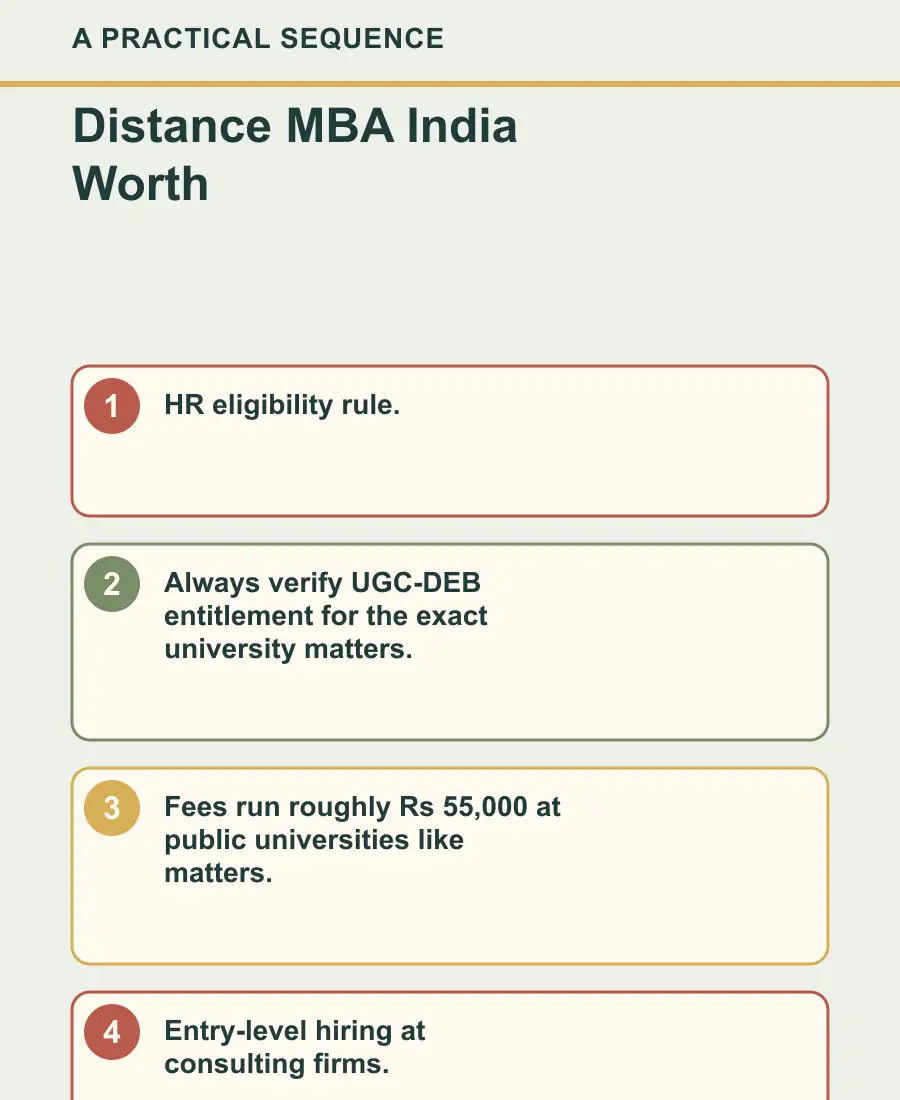 A PRACTICAL SEQUENCE
Distance MBA India
Worth
1
HR eligibility rule.
2
Always verify UGC-DEB
entitlement for the exact
university matters.
3
Fees run roughly Rs 55,000 at
public universities like
matters.
4
Entry-level hiring at
consulting firms.